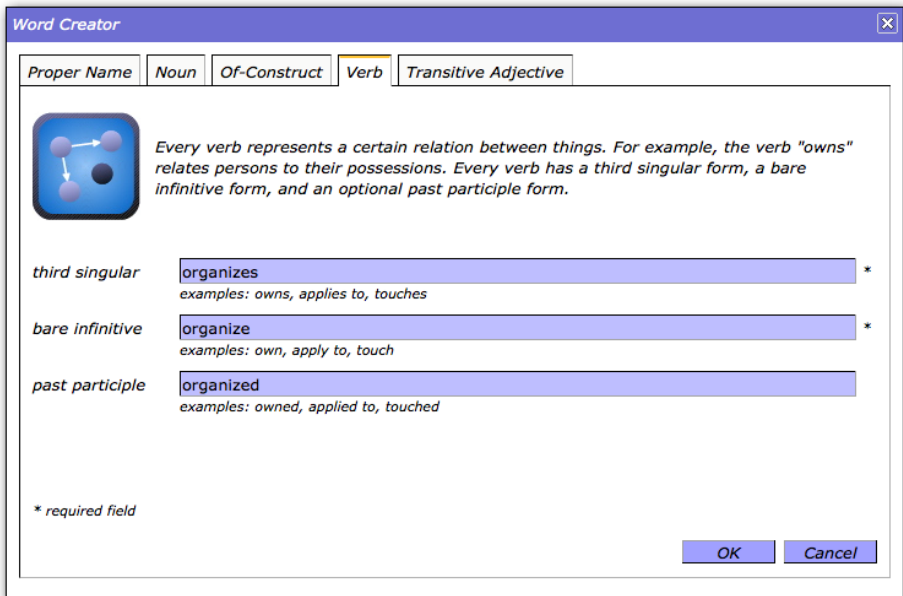 Word Creator
Proper Name Noun Of-Construct Verb Transitive Adjective
Every verb represents a certain relation between things. For example, the verb "owns"
relates persons to their possessions. Every verb has a third singular form, a bare
infinitive form, and an optional past participle form.
third singular organizes *
examples: owns, applies to, touches
bare infinitive organize *
examples: own, apply to, touch
past participle organized
examples: owned, applied to, touched
* required field
OK Cancel